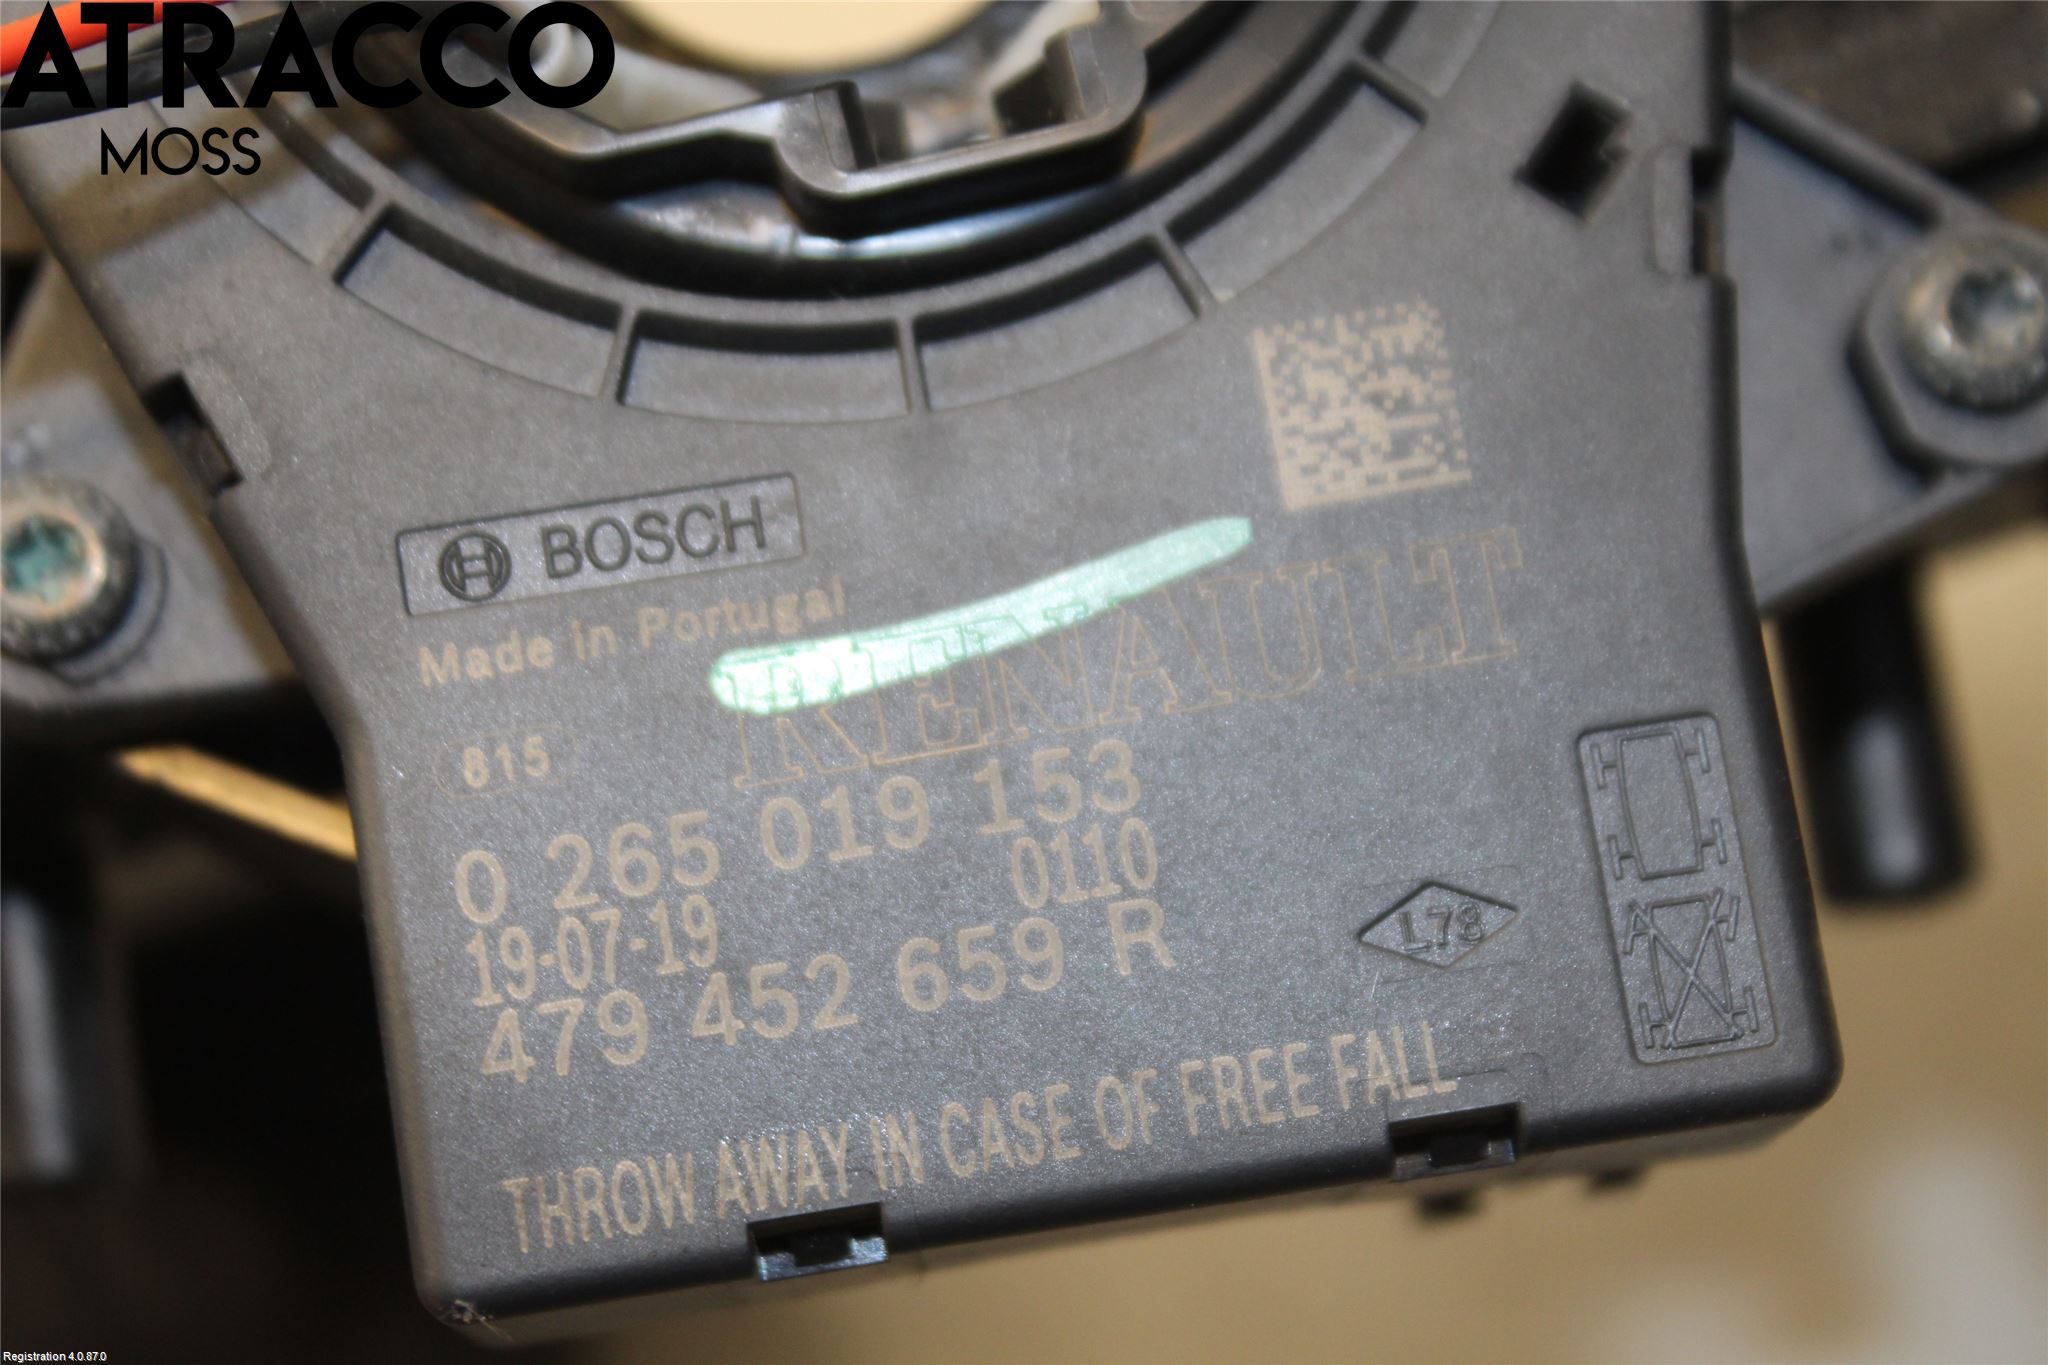 ATRACCO
MOSS
BOSCH
Made in Portugal
RENAULT
815
0 265 019 153
19-07-19 0110
479 452 659 R
L78
THROW AWAY IN CASE OF FREE FALL
Registration 4.0.87.0